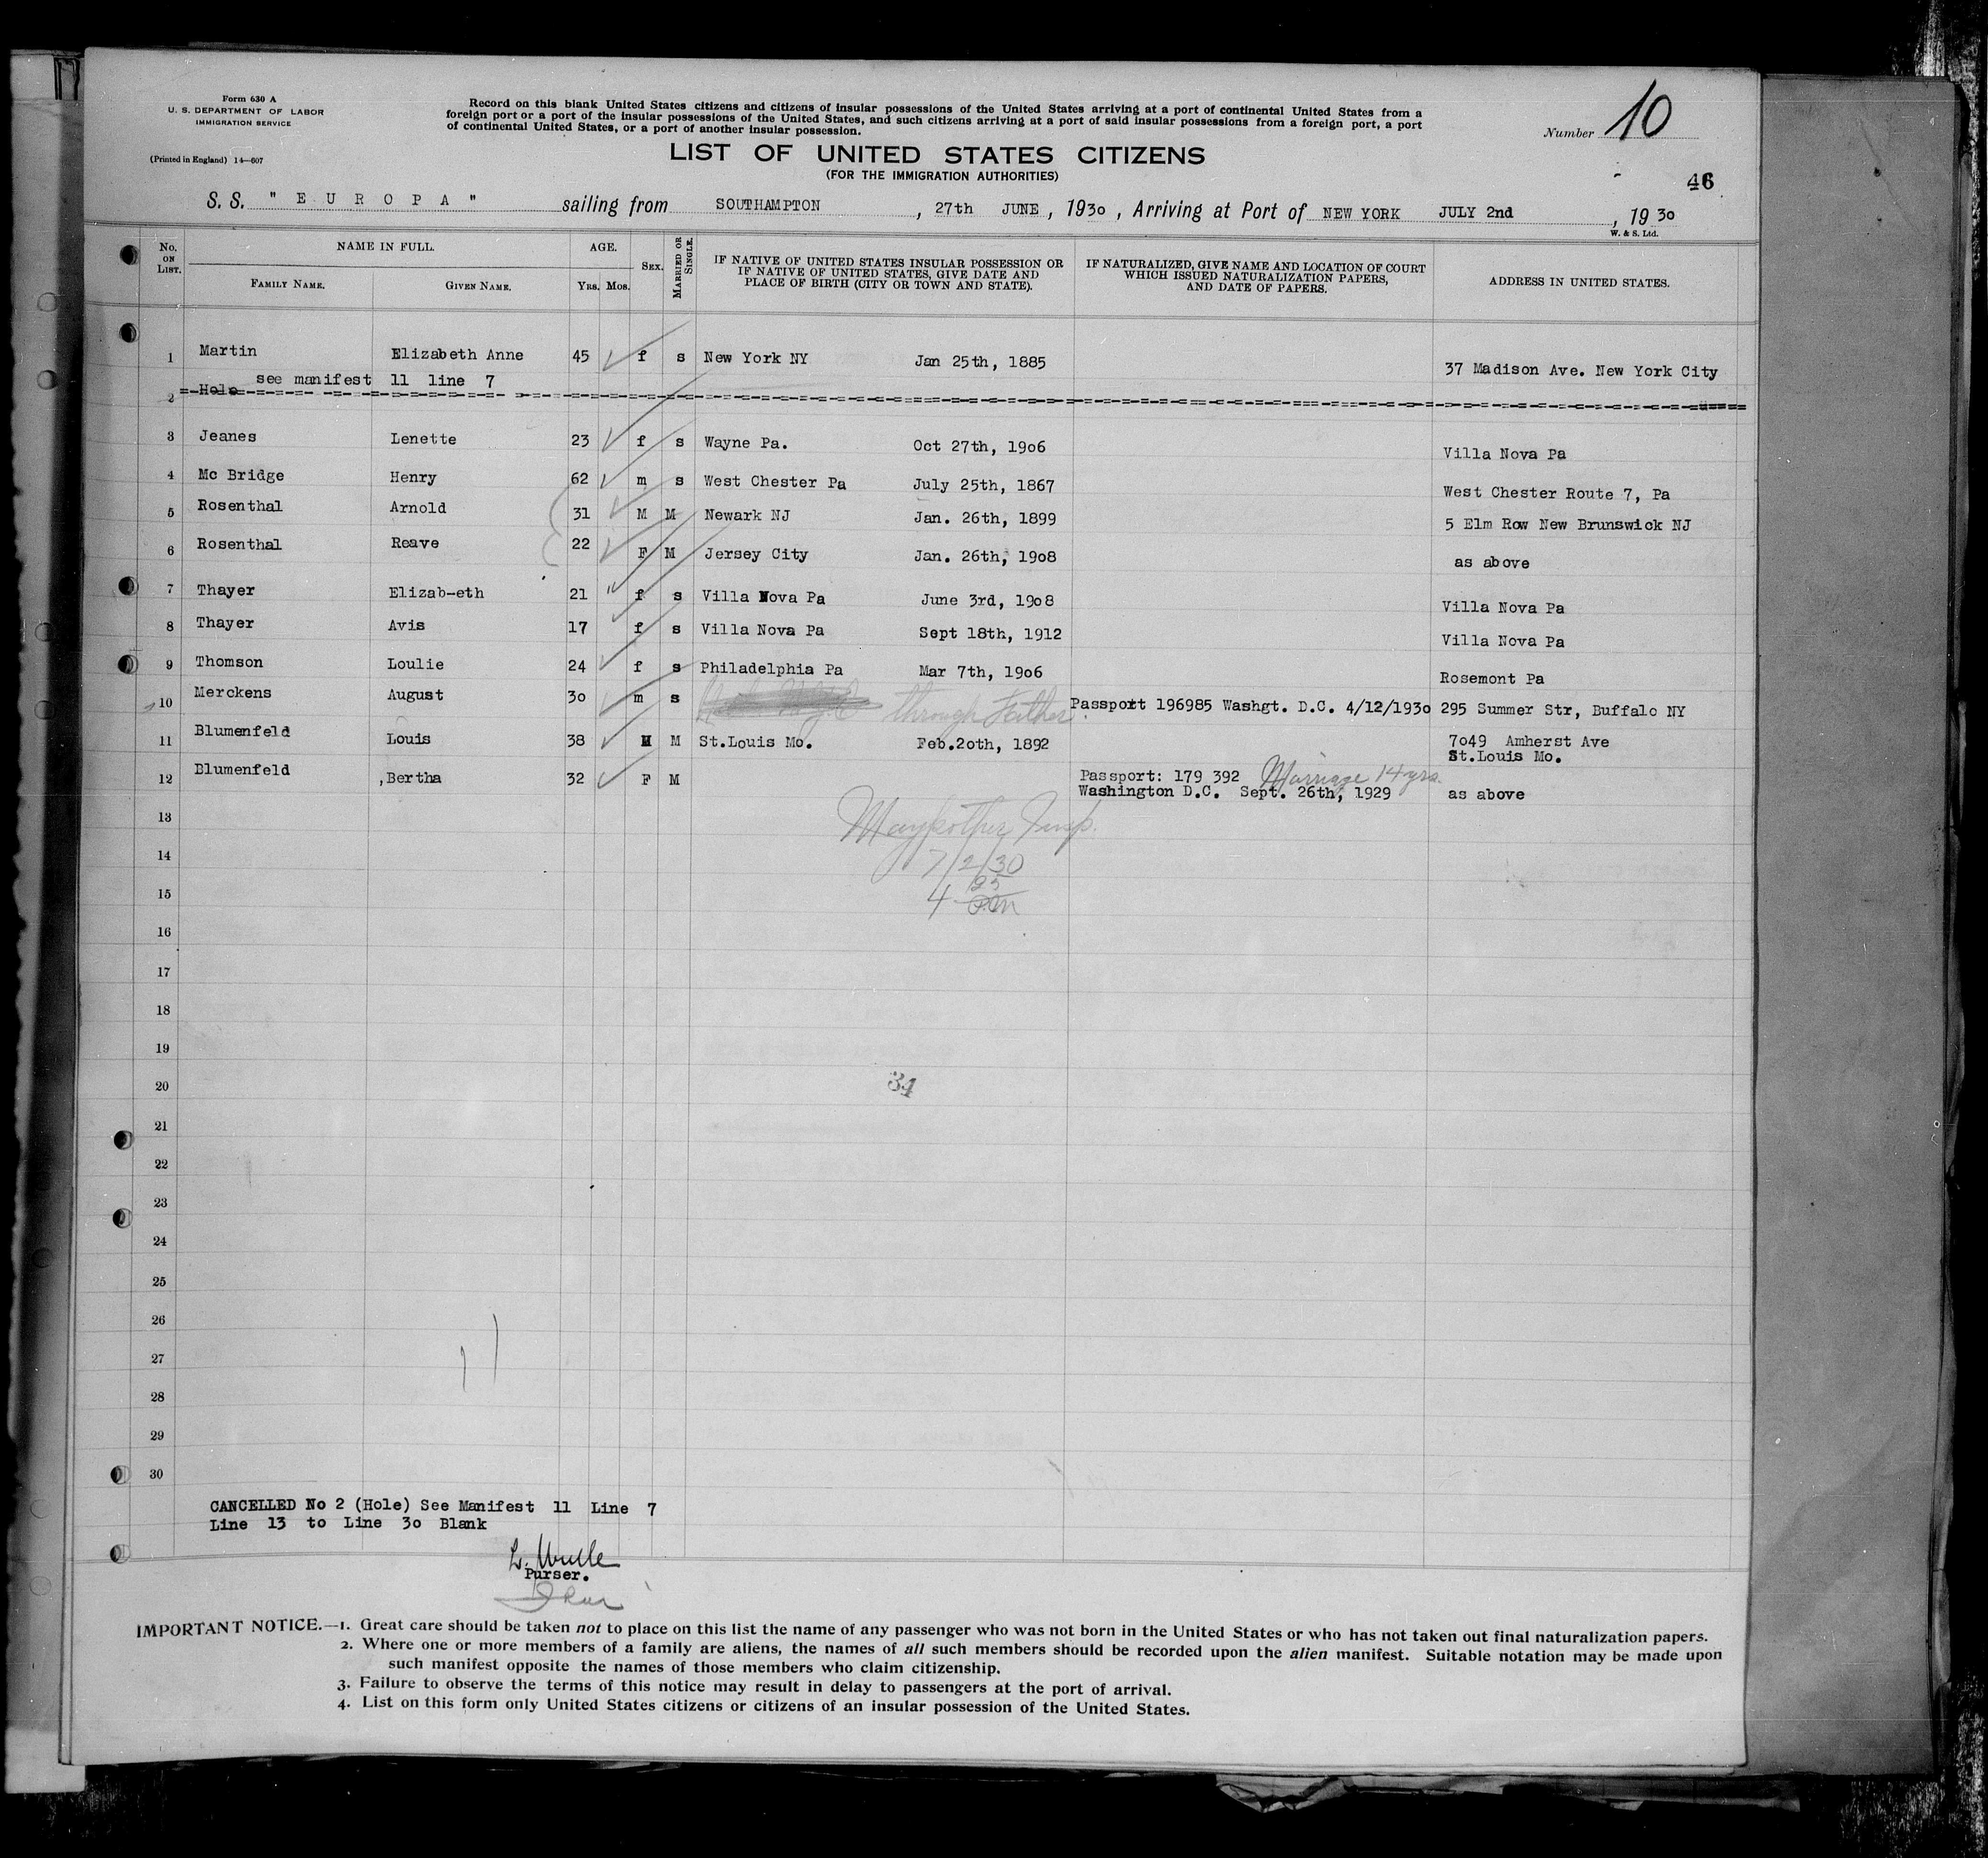 Form 630 A
U. S. DEPARTMENT OF LABOR
IMMIGRATION SERVICE
(Printed in England) 14—607
Record on this blank United States citizens and citizens of insular possessions of the United States arriving at a port of continental United States from a
foreign port or a port of the insular possessions of the United States, and such citizens arriving at a port of said insular possessions from a foreign port, a port
of continental United States, or a port of another insular possession.
Number 10
LIST OF UNITED STATES CITIZENS
(FOR THE IMMIGRATION AUTHORITIES)
46
S. S. " E U R O P A " sailing from SOUTHAMPTON , 27th JUNE , 1930 , Arriving at Port of NEW YORK JULY 2nd , 19 30
W. & S. Ltd.
No. ON LIST. NAME IN FULL. FAMILY NAME. GIVEN NAME. AGE. YRS. MOS. SEX. MARRIED OR SINGLE. IF NATIVE OF UNITED STATES INSULAR POSSESSION OR IF NATIVE OF UNITED STATES, GIVE DATE AND PLACE OF BIRTH (CITY OR TOWN AND STATE). IF NATURALIZED, GIVE NAME AND LOCATION OF COURT WHICH ISSUED NATURALIZATION PAPERS, AND DATE OF PAPERS. ADDRESS IN UNITED STATES.
1 Martin Elizabeth Anne 45 f s New York NY Jan 25th, 1885 37 Madison Ave. New York City
see manifest 11 line 7
2 Hole
3 Jeanes Lenette 23 f s Wayne Pa. Oct 27th, 1906 Villa Nova Pa
4 Mc Bridge Henry 62 m s West Chester Pa July 25th, 1867 West Chester Route 7, Pa
5 Rosenthal Arnold 31 M M Newark NJ Jan. 26th, 1899 5 Elm Row New Brunswick NJ
6 Rosenthal Reave 22 F M Jersey City Jan. 26th, 1908 as above
7 Thayer Elizab-eth 21 f s Villa Nova Pa June 3rd, 1908 Villa Nova Pa
8 Thayer Avis 17 f s Villa Nova Pa Sept 18th, 1912 Villa Nova Pa
9 Thomson Loulie 24 f s Philadelphia Pa Mar 7th, 1906 Rosemont Pa
10 Merckens August 30 m s through Father Passport 196985 Washgt. D.C. 4/12/1930 295 Summer Str, Buffalo NY
11 Blumenfeld Louis 38 M M St.Louis Mo. Feb.20th, 1892 7049 Amherst Ave
St.Louis Mo.
12 Blumenfeld ,Bertha 32 F M Passport: 179 392 Marriage 14 yrs.
Washington D.C. Sept. 26th, 1929 as above
13 Insp.
14 7/2/30
15 4 25 PM
16
17
18
19
20 34
21
22
23
24
25
26
27
28
29
30
CANCELLED No 2 (Hole) See Manifest 11 Line 7
Line 13 to Line 30 Blank
Purser.
IMPORTANT NOTICE.—1. Great care should be taken not to place on this list the name of any passenger who was not born in the United States or who has not taken out final naturalization papers.
2. Where one or more members of a family are aliens, the names of all such members should be recorded upon the alien manifest. Suitable notation may be made upon
such manifest opposite the names of those members who claim citizenship.
3. Failure to observe the terms of this notice may result in delay to passengers at the port of arrival.
4. List on this form only United States citizens or citizens of an insular possession of the United States.